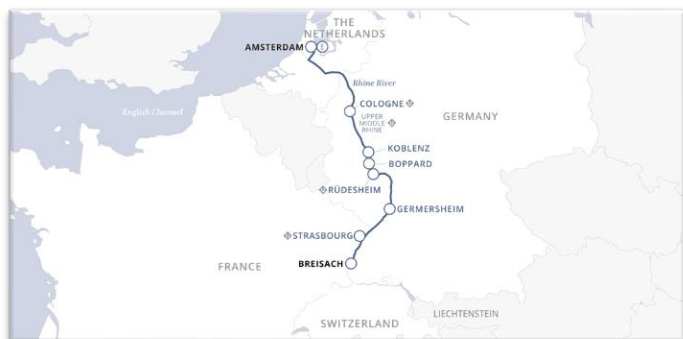 THE
NETHERLANDS
AMSTERDAM
E
Rhine River
English Channel
COLOGNE
UPPER
MIDDLE
RHINE
GERMANY
KOBLENZ
BOPPARD
RÜDESHEIM
GERMERSHEIM
STRASBOURG
FRANCE
BREISACH
LIECHTENSTEIN
SWITZERLAND